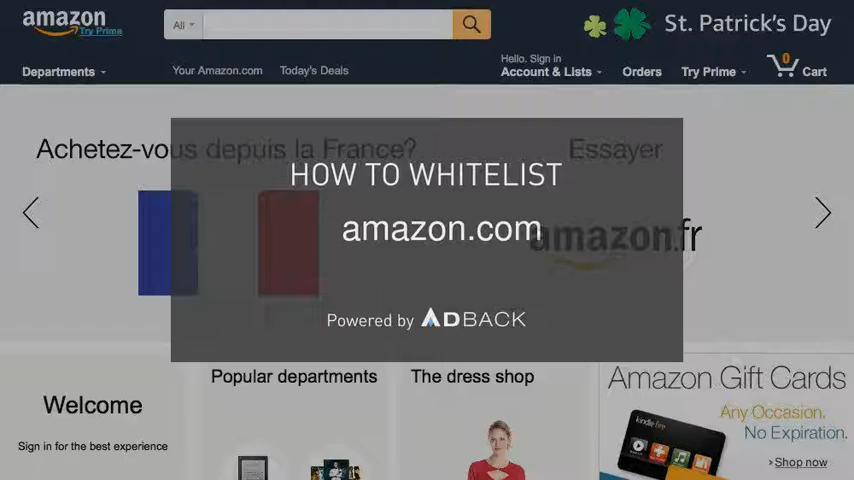 amazon
Try Prime
All
St. Patrick's Day
Departments
Your Amazon.com
Today's Deals
Hello. Sign in
Account & Lists
Orders
Try Prime
0
Cart
Achetez-vous depuis la France?
Essayer
HOW TO WHITELIST
amazon.com
amazon.fr
Powered by ADBACK
Welcome
Sign in for the best experience
Popular departments
The dress shop
Amazon Gift Cards
Any Occasion.
No Expiration.
kindle fire
›Shop now